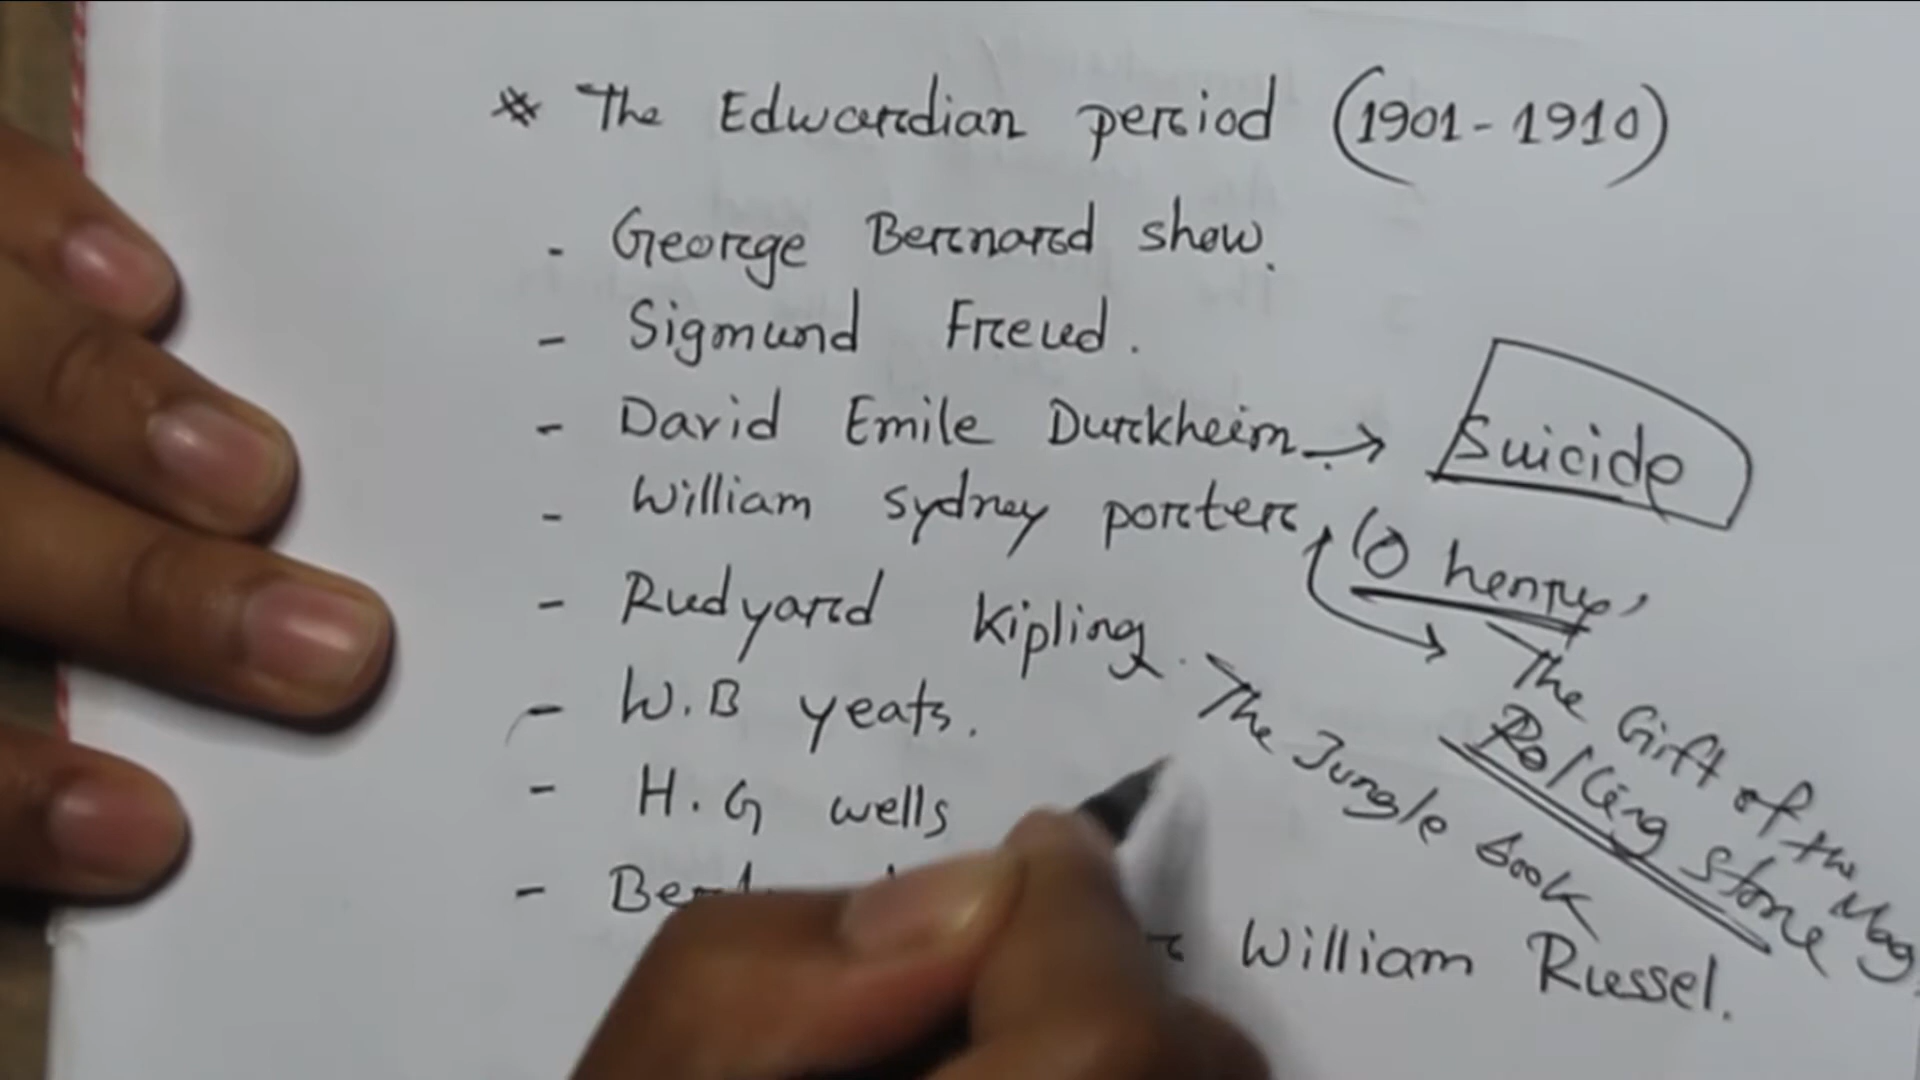 * The Edwardian period (1901-1910)
- George Bernard show.
- Sigmund Freud.
- David Emile Durkheim. → Suicide
- William Sydney porter, (O henry,
The Gift of the Mag
Rolling Stone
- Rudyard Kipling. The Jungle book
- W.B yeats.
- H.G wells
- William Russel.